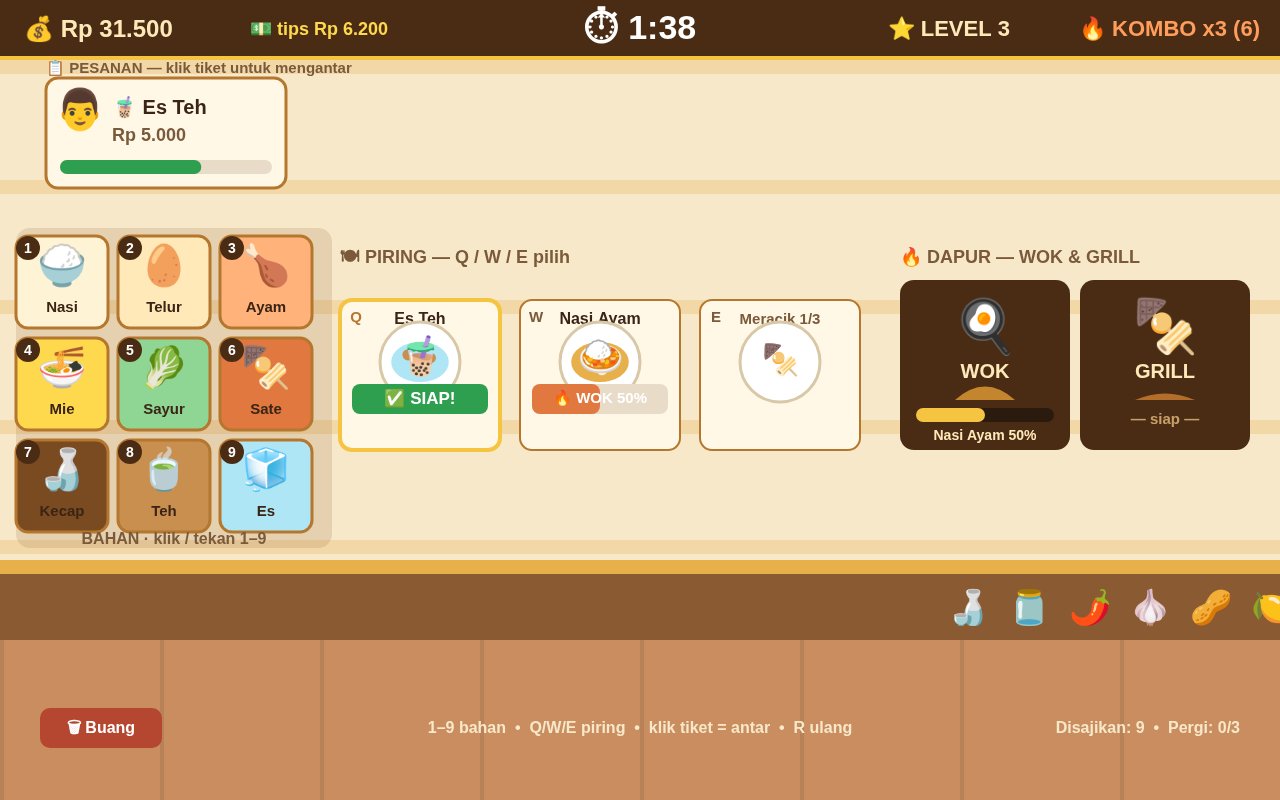 Rp 31.500
tips Rp 6.200
1:38
LEVEL 3
KOMBO x3 (6)
PESANAN — klik tiket untuk mengantar
Es Teh
Rp 5.000
1
Nasi
2
Telur
3
Ayam
4
Mie
5
Sayur
6
Sate
7
Kecap
8
Teh
9
Es
BAHAN · klik / tekan 1–9
PIRING — Q / W / E pilih
Q
Es Teh
SIAP!
W
Nasi Ayam
WOK 50%
E
Meracik 1/3
DAPUR — WOK & GRILL
WOK
Nasi Ayam 50%
GRILL
— siap —
Buang
1–9 bahan • Q/W/E piring • klik tiket = antar • R ulang
Disajikan: 9 • Pergi: 0/3